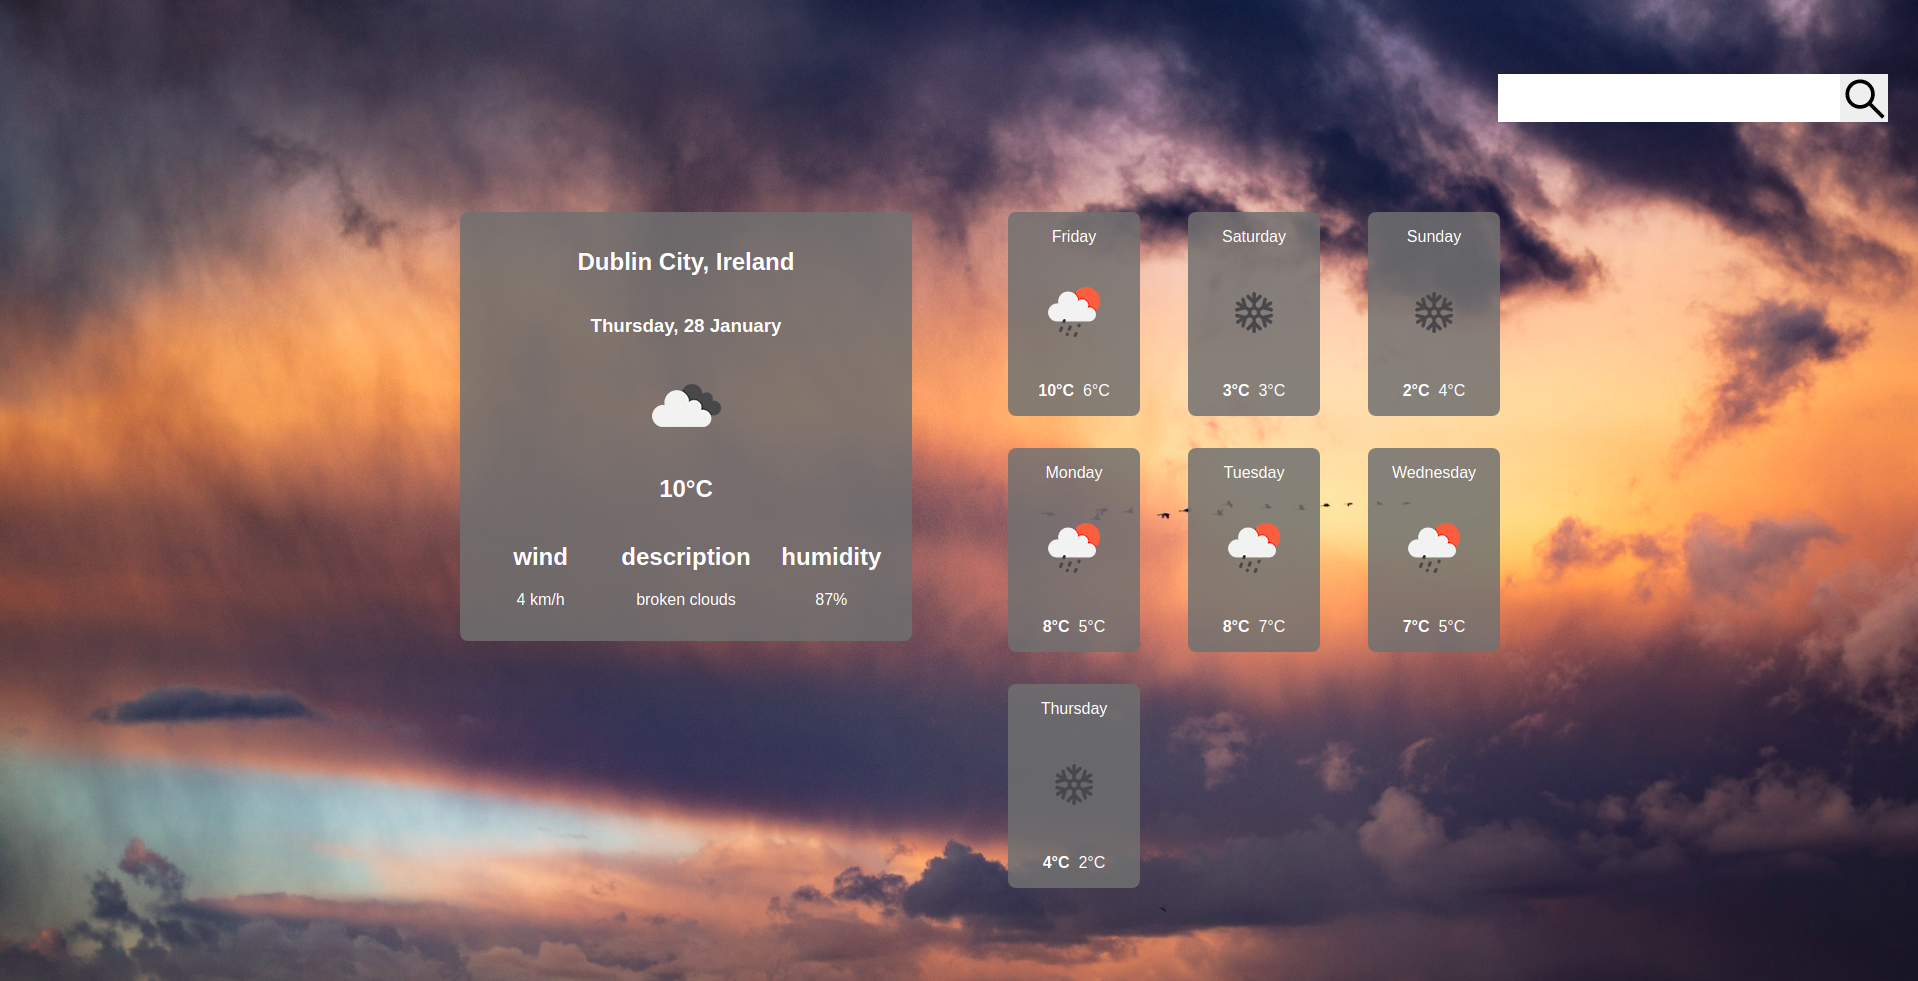 Dublin City, Ireland
Thursday, 28 January
10°C
wind description humidity
4 km/h broken clouds 87%
Friday
10°C 6°C
Saturday
3°C 3°C
Sunday
2°C 4°C
Monday
8°C 5°C
Tuesday
8°C 7°C
Wednesday
7°C 5°C
Thursday
4°C 2°C